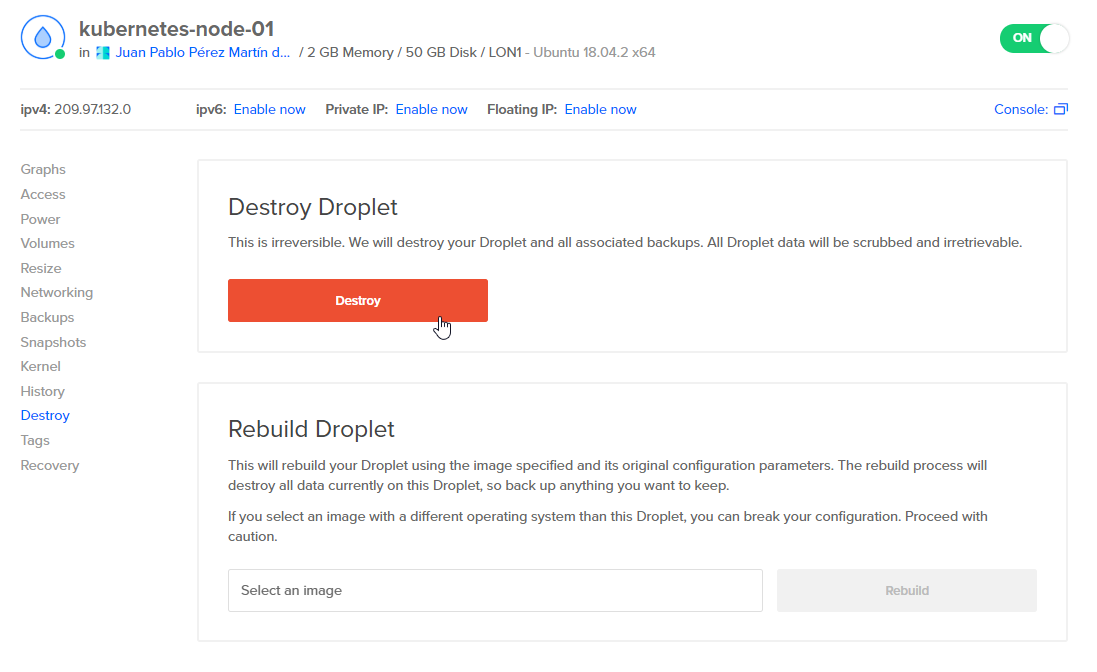 kubernetes-node-01
in Juan Pablo Pérez Martín d... / 2 GB Memory / 50 GB Disk / LON1 - Ubuntu 18.04.2 x64
ON
ipv4: 209.97.132.0 ipv6: Enable now Private IP: Enable now Floating IP: Enable now Console:
Graphs
Access
Power
Volumes
Resize
Networking
Backups
Snapshots
Kernel
History
Destroy
Tags
Recovery
Destroy Droplet
This is irreversible. We will destroy your Droplet and all associated backups. All Droplet data will be scrubbed and irretrievable.
Destroy
Rebuild Droplet
This will rebuild your Droplet using the image specified and its original configuration parameters. The rebuild process will
destroy all data currently on this Droplet, so back up anything you want to keep.
If you select an image with a different operating system than this Droplet, you can break your configuration. Proceed with
caution.
Select an image
Rebuild